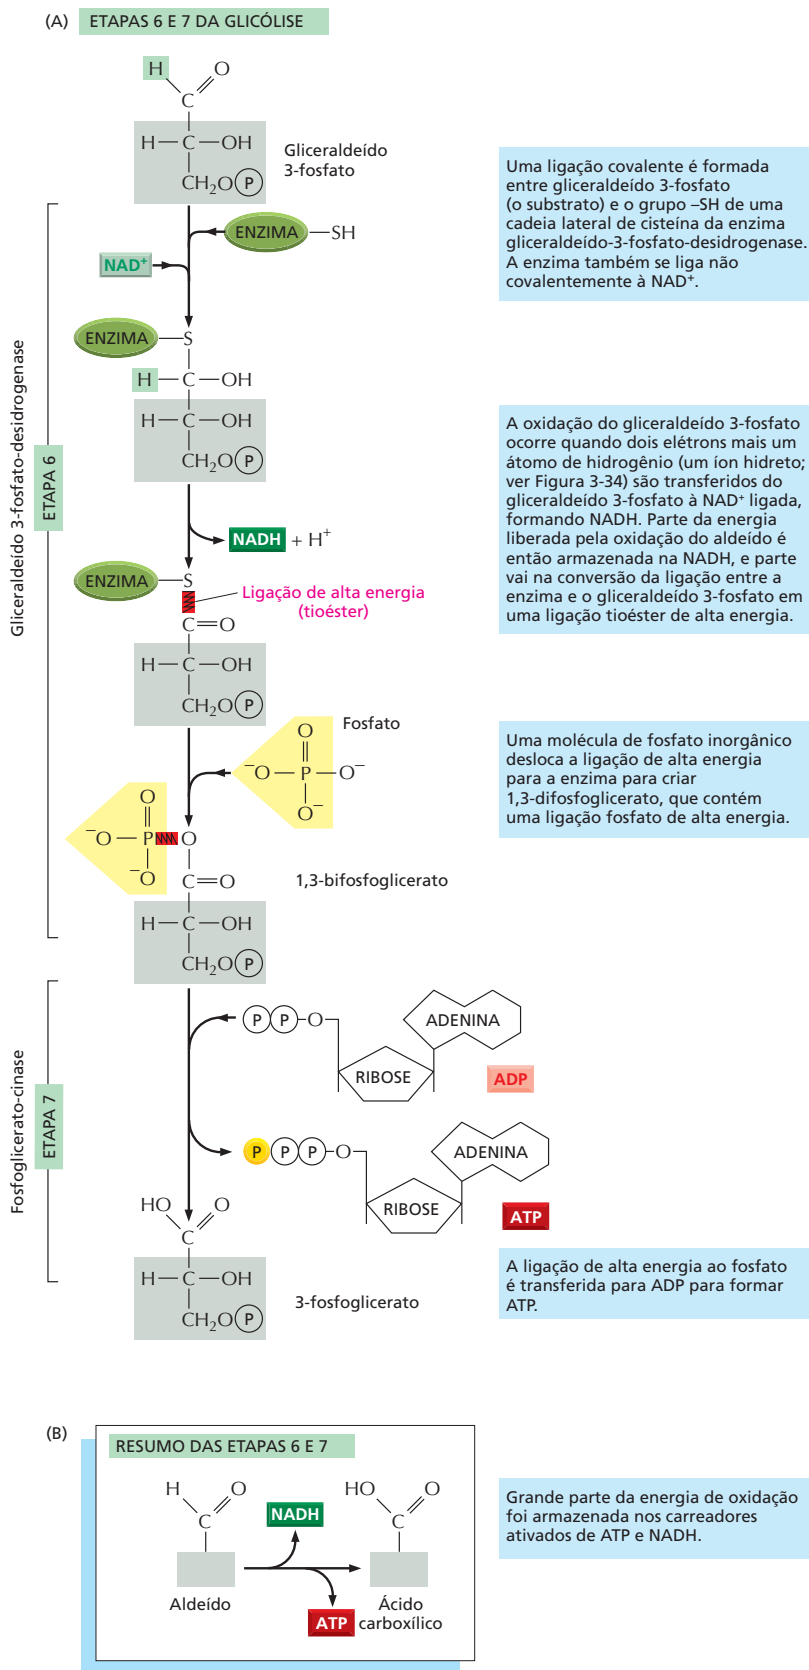 (A) ETAPAS 6 E 7 DA GLICÓLISE
H O
C
H—C—OH
CH₂O P
Gliceraldeído
3-fosfato
Uma ligação covalente é formada
entre gliceraldeído 3-fosfato
(o substrato) e o grupo –SH de uma
cadeia lateral de cisteína da enzima
gliceraldeído-3-fosfato-desidrogenase.
A enzima também se liga não
covalentemente à NAD⁺.
Gliceraldeído 3-fosfato-desidrogenase
ETAPA 6
ENZIMA—SH
NAD⁺
ENZIMA—S
H—C—OH
H—C—OH
CH₂O P
A oxidação do gliceraldeído 3-fosfato
ocorre quando dois elétrons mais um
átomo de hidrogênio (um íon hidreto;
ver Figura 3-34) são transferidos do
gliceraldeído 3-fosfato à NAD⁺ ligada,
formando NADH. Parte da energia
liberada pela oxidação do aldeído é
então armazenada na NADH, e parte
vai na conversão da ligação entre a
enzima e o gliceraldeído 3-fosfato em
uma ligação tioéster de alta energia.
NADH + H⁺
ENZIMA—S
Ligação de alta energia
(tioéster)
C=O
H—C—OH
CH₂O P
Fosfato
O
⁻O—P—O⁻
O⁻
Uma molécula de fosfato inorgânico
desloca a ligação de alta energia
para a enzima para criar
1,3-difosfoglicerato, que contém
uma ligação fosfato de alta energia.
O
⁻O—P O
⁻O
C=O
1,3-bifosfoglicerato
H—C—OH
CH₂O P
Fosfoglicerato-cinase
ETAPA 7
P P—O
RIBOSE
ADENINA
ADP
P P P—O
RIBOSE
ADENINA
ATP
HO O
C
H—C—OH
CH₂O P
3-fosfoglicerato
A ligação de alta energia ao fosfato
é transferida para ADP para formar
ATP.
(B)
RESUMO DAS ETAPAS 6 E 7
H O
C
Aldeído
NADH
ATP
HO O
C
Ácido
carboxílico
Grande parte da energia de oxidação
foi armazenada nos carreadores
ativados de ATP e NADH.